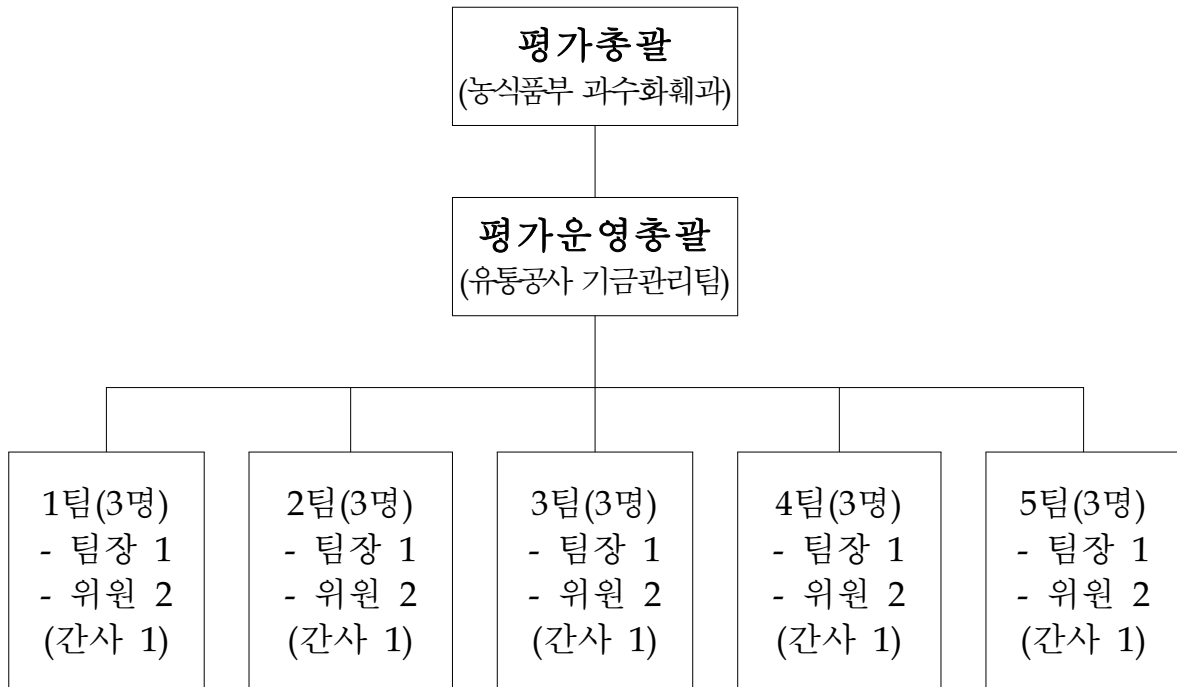 평가총괄
(농식품부 과수화훼과)
평가운영총괄
(유통공사 기금관리팀)
1팀(3명)
- 팀장 1
- 위원 2
(간사 1)
2팀(3명)
- 팀장 1
- 위원 2
(간사 1)
3팀(3명)
- 팀장 1
- 위원 2
(간사 1)
4팀(3명)
- 팀장 1
- 위원 2
(간사 1)
5팀(3명)
- 팀장 1
- 위원 2
(간사 1)